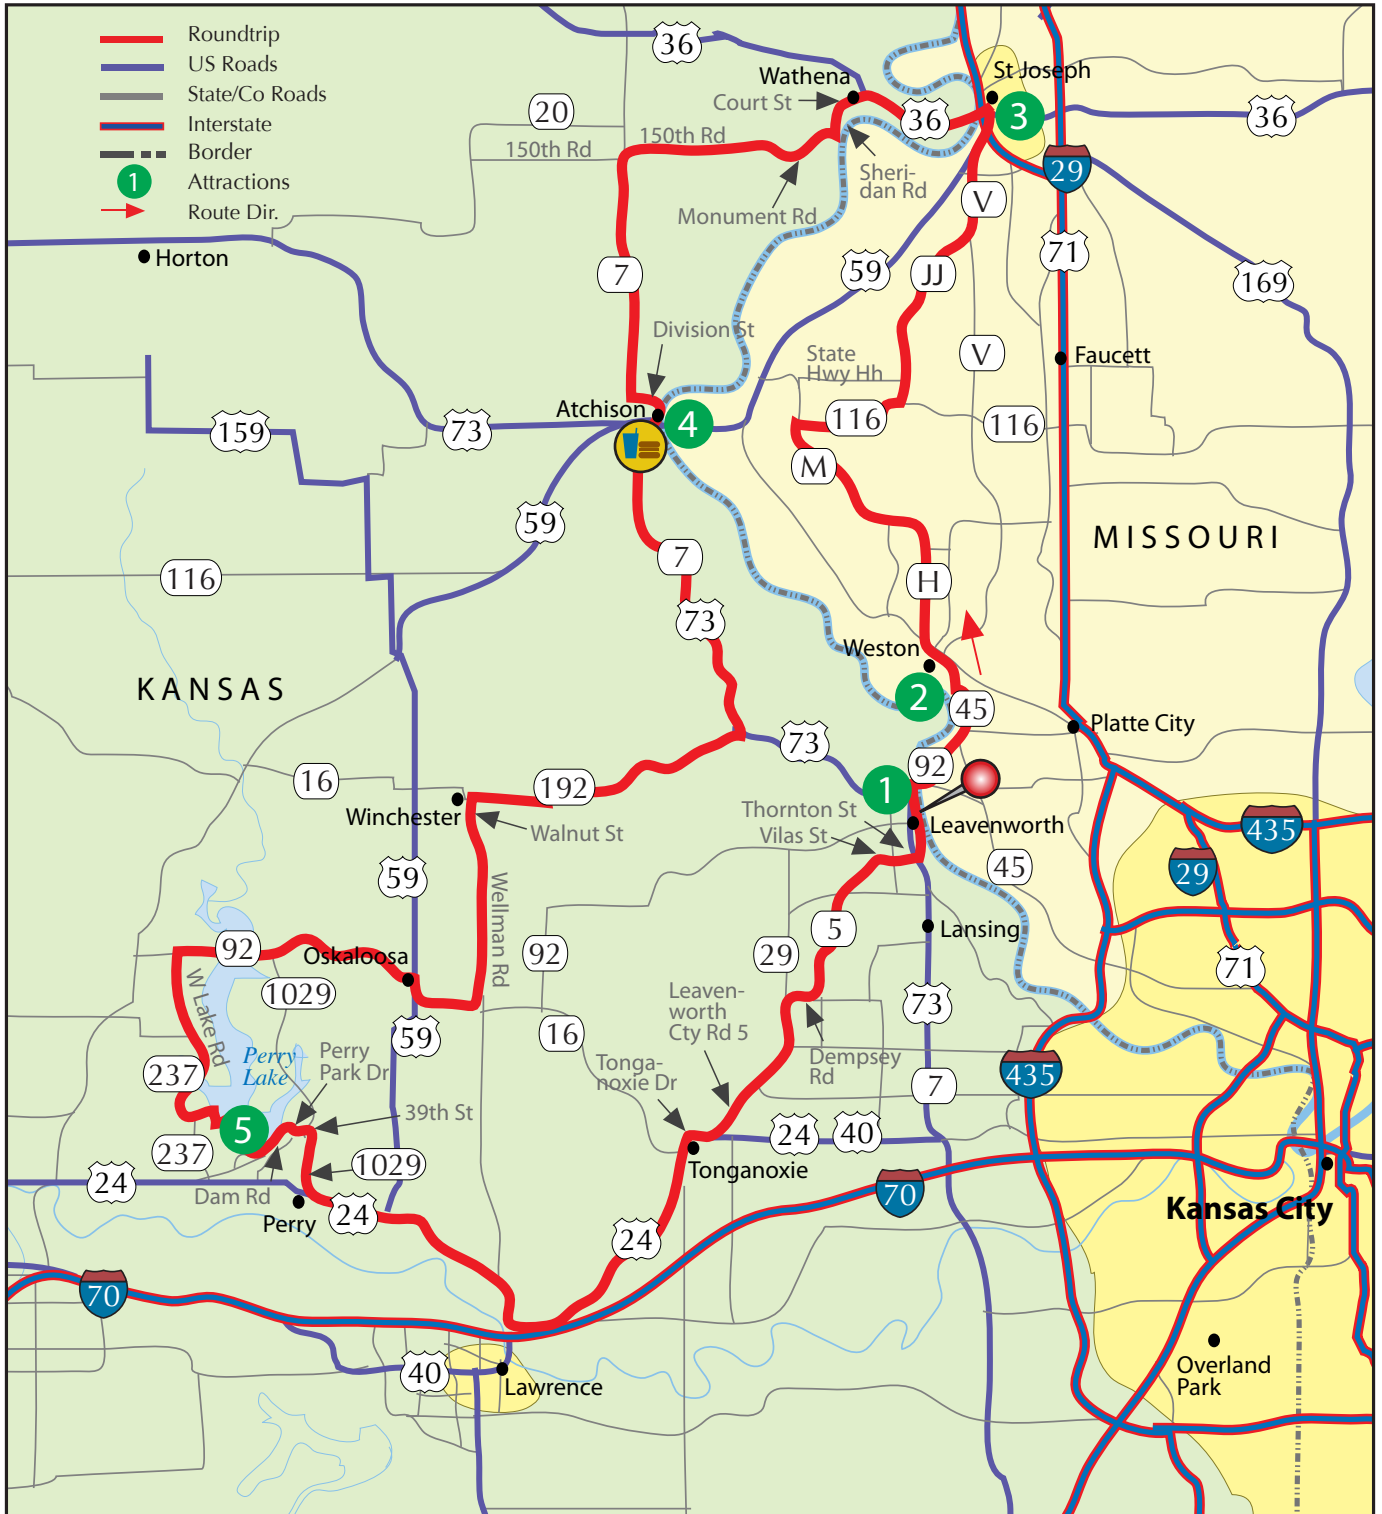 Roundtrip
US Roads
State/Co Roads
Interstate
Border
1
Attractions
Route Dir.
36
Wathena
Court St
St Joseph
3
36
36
20
150th Rd
150th Rd
29
Sheri-
dan Rd
Monument Rd
V
71
Horton
7
59
JJ
169
Division St
State
Hwy Hh
V
Faucett
Atchison
4
116
116
159
73
M
59
MISSOURI
7
116
H
73
Weston
KANSAS
2
45
Platte City
73
92
16
192
1
Winchester
Walnut St
Thornton St
Vilas St
Leavenworth
435
45
29
59
Wellman Rd
5
Lansing
92
Oskaloosa
92
29
71
1029
W Lake Rd
Leaven-
worth
Cty Rd 5
73
59
16
Perry
Lake
Perry
Park Dr
Tonga-
noxie Dr
Dempsey
Rd
435
237
7
39th St
5
24
40
237
1029
Tonganoxie
24
Dam Rd
70
Perry
24
Kansas City
24
70
Overland
Park
40
Lawrence